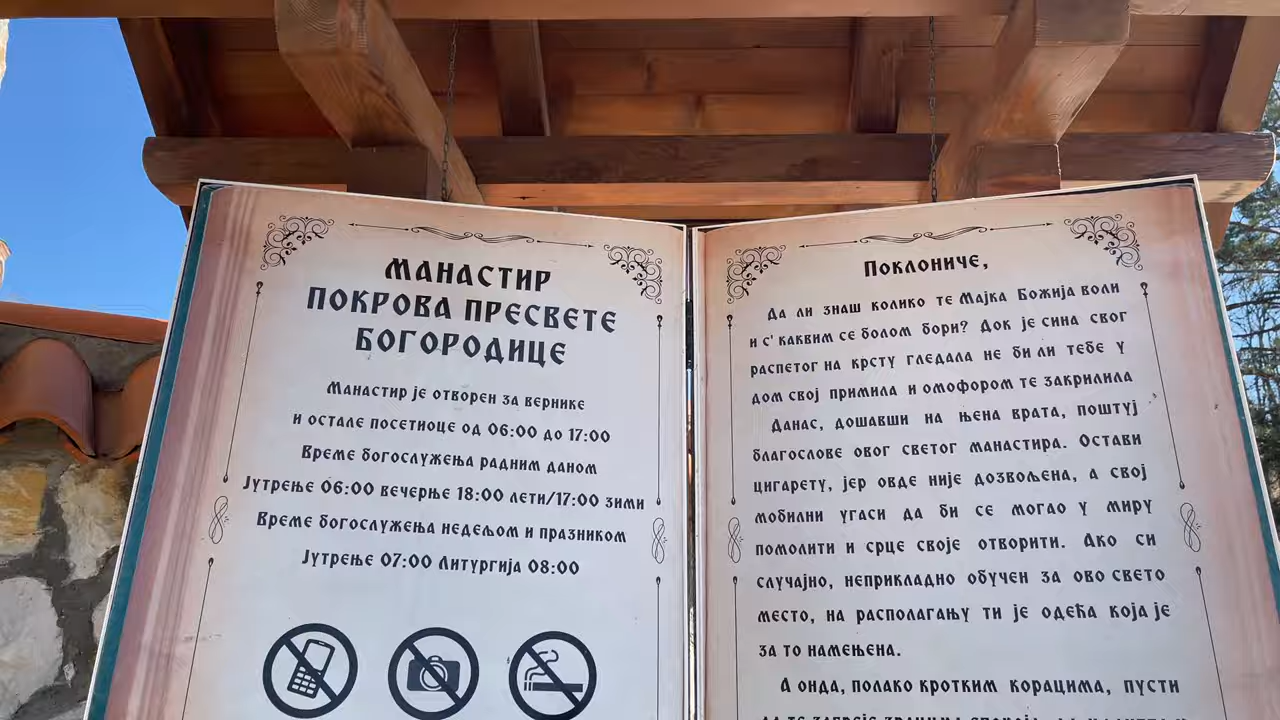 МАНАСТИР
ПОКРОВА ПРЕСВЕТЕ
БОГОРОДИЦЕ
Манастир је отворен за вернике
и остале посетиоце од 06:00 до 17:00
Време богослужења радним даном
Јутрење 06:00 вечерње 18:00 лети/17:00 зими
Време богослужења недељом и празником
Јутрење 07:00 Литургија 08:00
Поклониче,
Да ли знаш колико те Мајка Божија воли
и с' каквим се болом бори? Док је сина свог
распетог на крсту гледала не би ли тебе у
дом свој примила и омофором те закрилила
Данас, дошавши на њена врата, поштуј
благослове овог светог манастира. Остави
цигарету, јер овде није дозвољена, а свој
мобилни угаси да би се могао у миру
помолити и срце своје отворити. Ако си
случајно, неприкладно обучен за ово свето
место, на располагању ти је одећа која је
за то намењена.
А онда, полако кротким корацима, пусти
да те